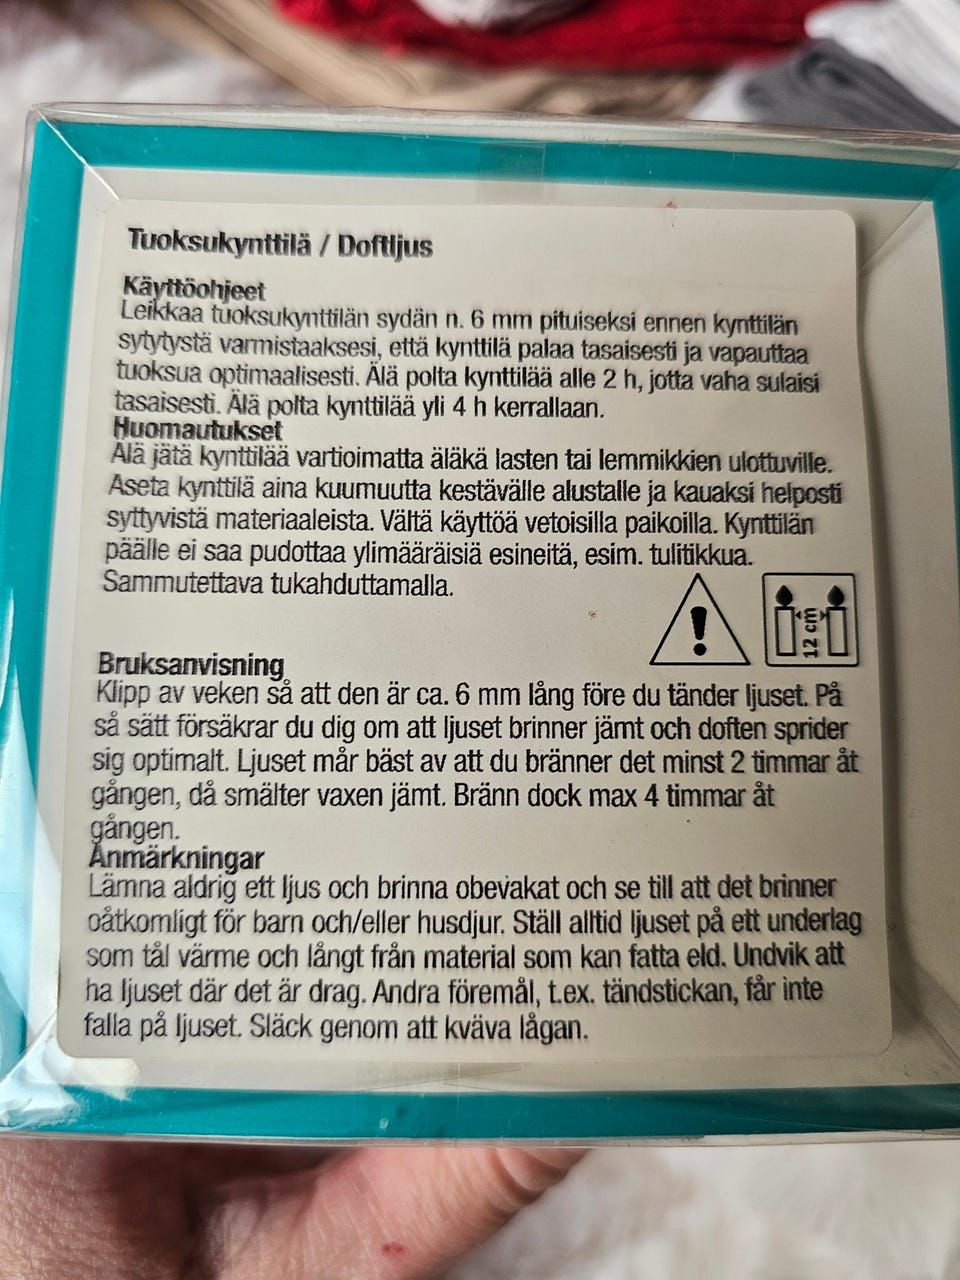 Tuoksukynttilä / Doftljus
Käyttöohjeet
Leikkaa tuoksukynttilän sydän n. 6 mm pituiseksi ennen kynttilän
sytytystä varmistaaksesi, että kynttilä palaa tasaisesti ja vapauttaa
tuoksua optimaalisesti. Älä polta kynttilää alle 2 h, jotta vaha sulaisi
tasaisesti. Älä polta kynttilää yli 4 h kerrallaan.
Huomautukset
Älä jätä kynttilää vartioimatta äläkä lasten tai lemmikkien ulottuville.
Aseta kynttilä aina kuumuutta kestävälle alustalle ja kauaksi helposti
syttyvistä materiaaleista. Vältä käyttöä vetoisilla paikoilla. Kynttilän
päälle ei saa pudottaa ylimääräisiä esineitä, esim. tulitikkua.
Sammutettava tukahduttamalla.
12 cm
Bruksanvisning
Klipp av veken så att den är ca. 6 mm lång före du tänder ljuset. På
så sätt försäkrar du dig om att ljuset brinner jämt och doften sprider
sig optimalt. Ljuset mår bäst av att du bränner det minst 2 timmar åt
gången, då smälter vaxen jämt. Bränn dock max 4 timmar åt
gången.
Anmärkningar
Lämna aldrig ett ljus och brinna obevakat och se till att det brinner
oåtkomligt för barn och/eller husdjur. Ställ alltid ljuset på ett underlag
som tål värme och långt från material som kan fatta eld. Undvik att
ha ljuset där det är drag. Andra föremål, t.ex. tändstickan, får inte
falla på ljuset. Släck genom att kväva lågan.